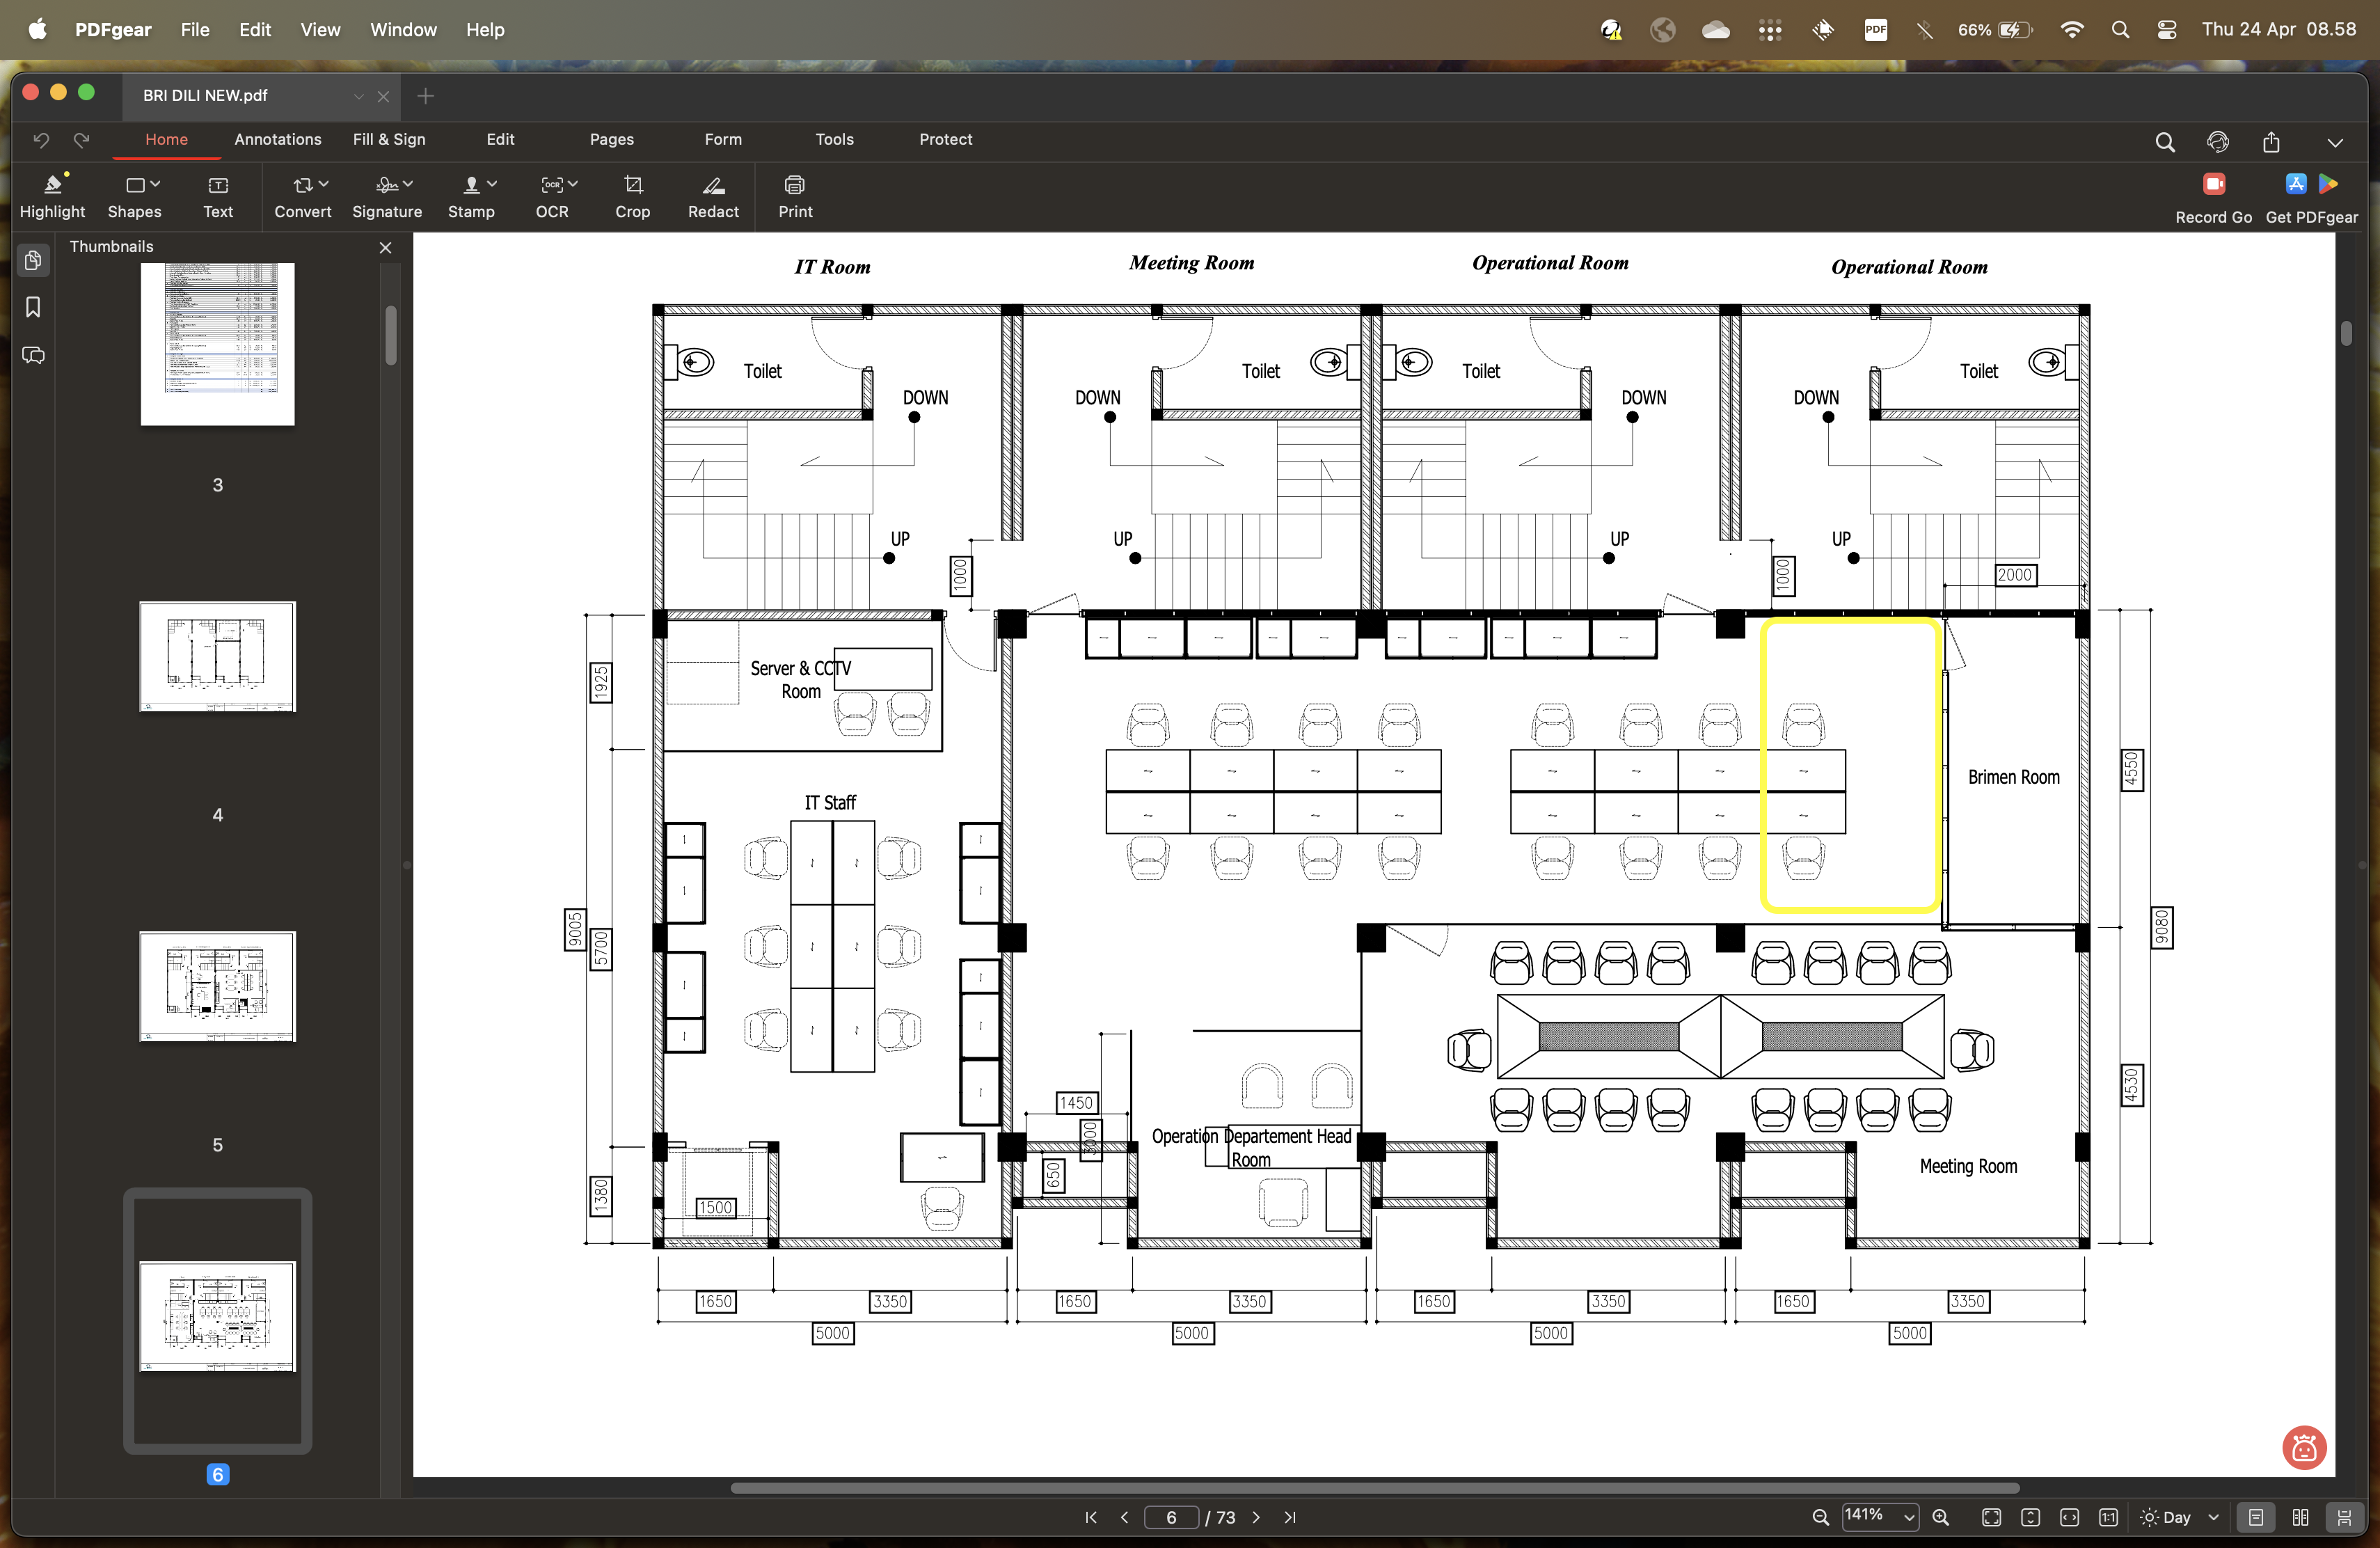 PDFgear File Edit View Window Help
PDF 66% Thu 24 Apr 08.58
BRI DILI NEW.pdf
Home Annotations Fill & Sign Edit Pages Form Tools Protect
Highlight Shapes Text Convert Signature Stamp OCR Crop Redact Print Record Go Get PDFgear
Thumbnails
3
4
5
6
IT Room Meeting Room Operational Room Operational Room
Toilet Toilet Toilet Toilet
DOWN DOWN DOWN DOWN
UP UP UP UP
1000 1000 2000
Server & CCTV
Room
1925
IT Staff
Brimen Room
4550
9005
5700
9080
4530
1450
3000
650
Operation Departement Head
Room
Meeting Room
1380
1500
1650 3350 1650 3350 1650 3350 1650 3350
5000 5000 5000 5000
6 / 73
141%
1:1
Day